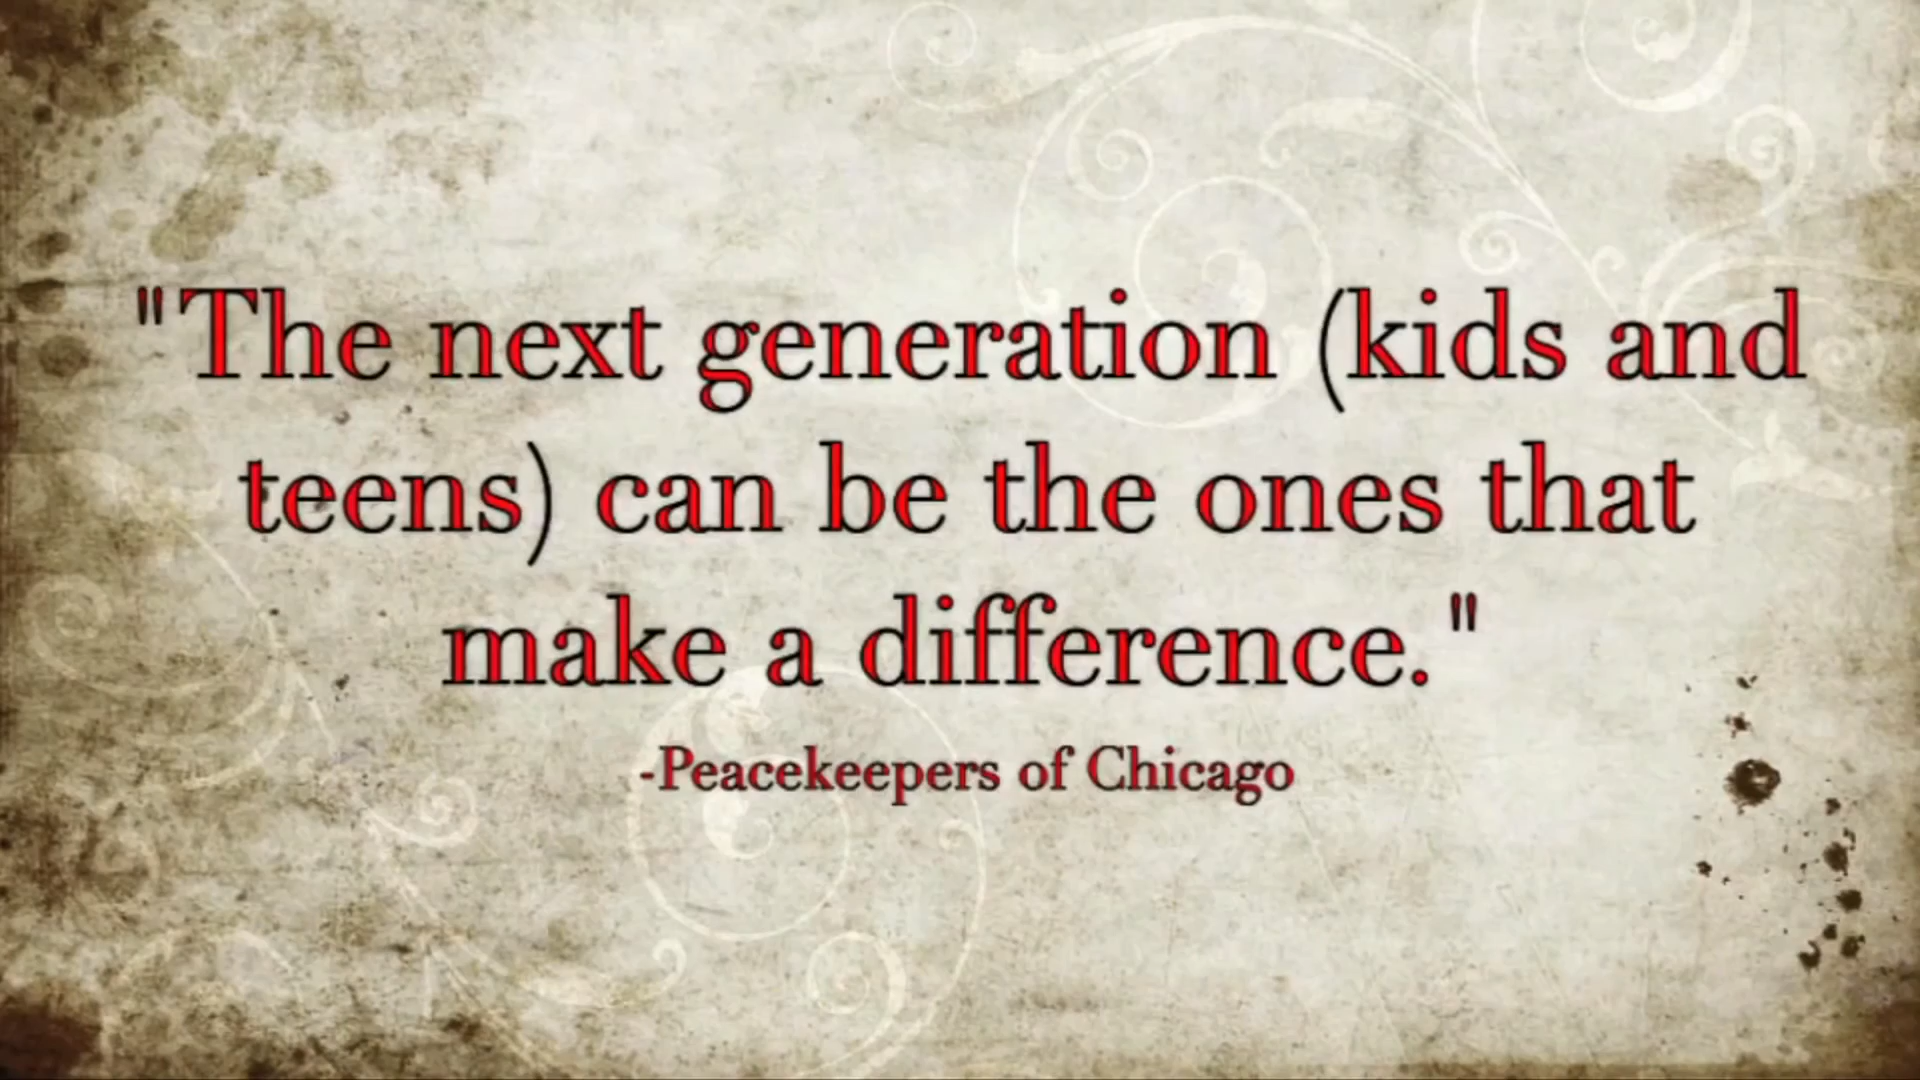 "The next generation (kids and
teens) can be the ones that
make a difference."
-Peacekeepers of Chicago